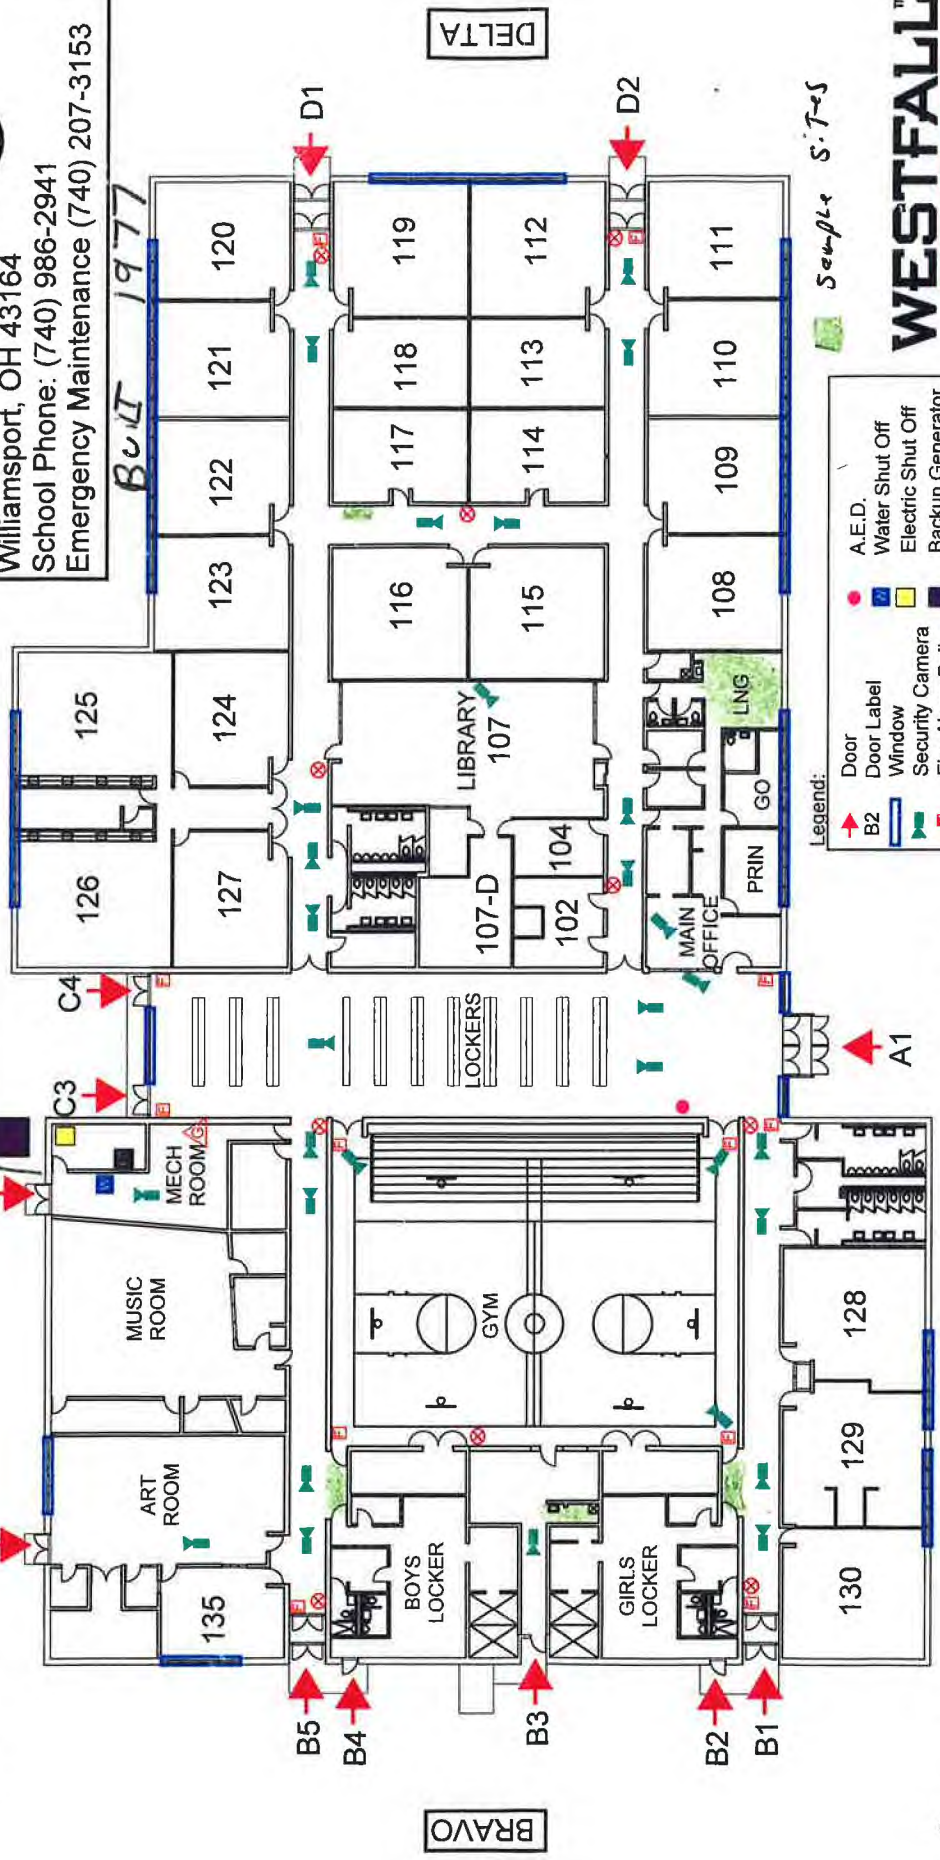 Williamsport, OH 43164
School Phone: (740) 986-2941
Emergency Maintenance (740) 207-3153
BUILT 1977
DELTA
D1
D2
120
121
122
123
119
118
117
116
112
113
114
115
111
110
109
108
125
124
126
127
LIBRARY
107
107-D
104
102
LNG
GO
PRIN
MAIN
OFFICE
C4
C3
LOCKERS
A1
MECH
ROOM
G
W
MUSIC
ROOM
ART
ROOM
135
GYM
BOYS
LOCKER
GIRLS
LOCKER
128
129
130
B5
B4
B3
B2
B1
BRAVO
Sample Sites
WESTFALL
Legend:
Door
B2 Door Label
Window
Security Camera
A.E.D.
W Water Shut Off
Electric Shut Off
Backup Generator